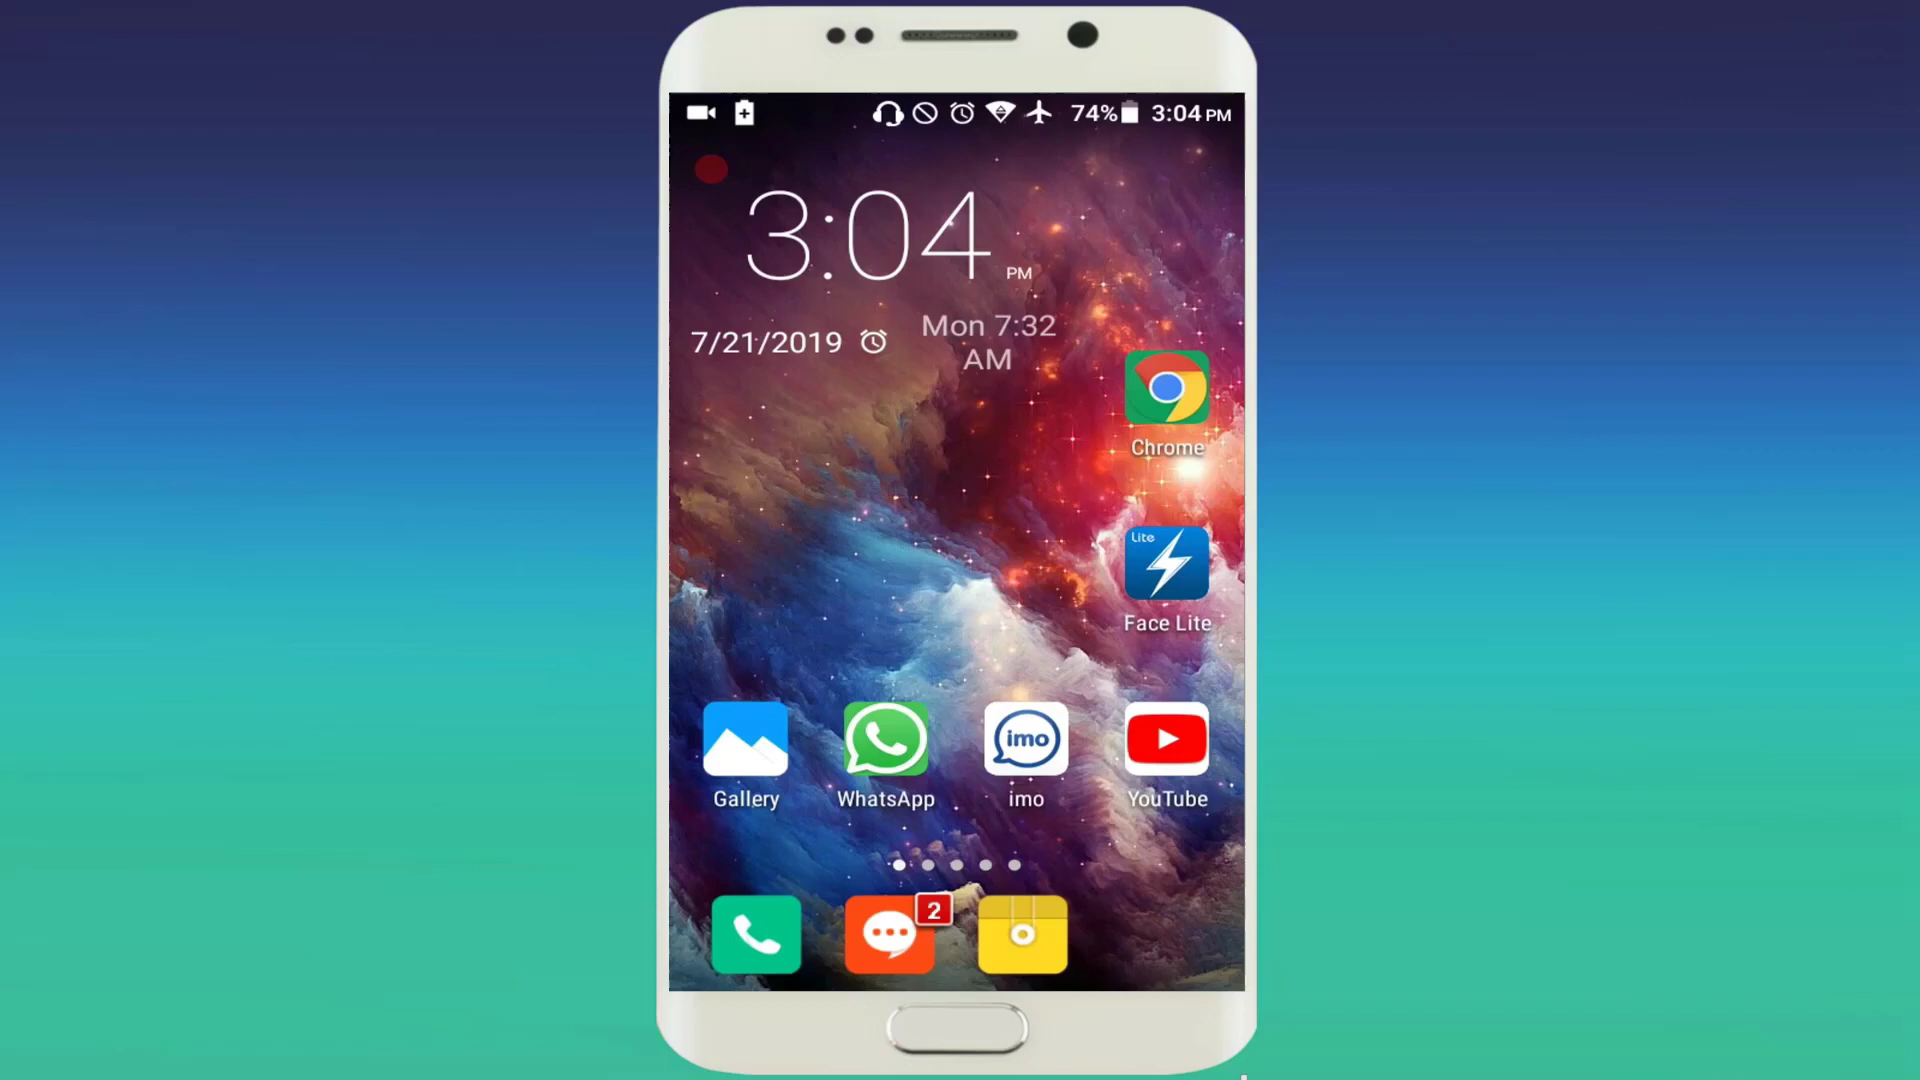 74% 3:04 PM
3:04 PM
7/21/2019 Mon 7:32
AM
Chrome
Lite
Face Lite
imo
Gallery WhatsApp imo YouTube
2